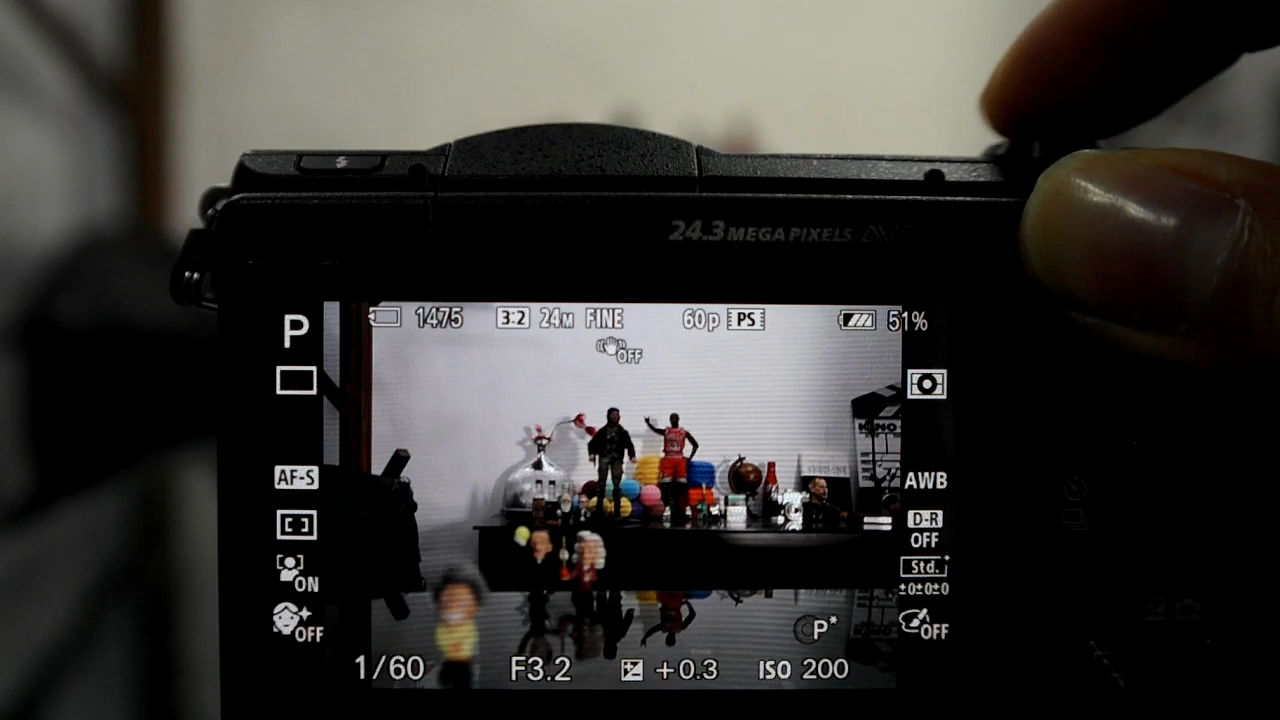 24.3 MEGA PIXELS
P 1475 3:2 24M FINE 60p PS 51%
OFF
AF-S AWB
D-R
OFF
Std.
ON ±0±0±0
OFF P* OFF
1/60 F3.2 +0.3 ISO 200